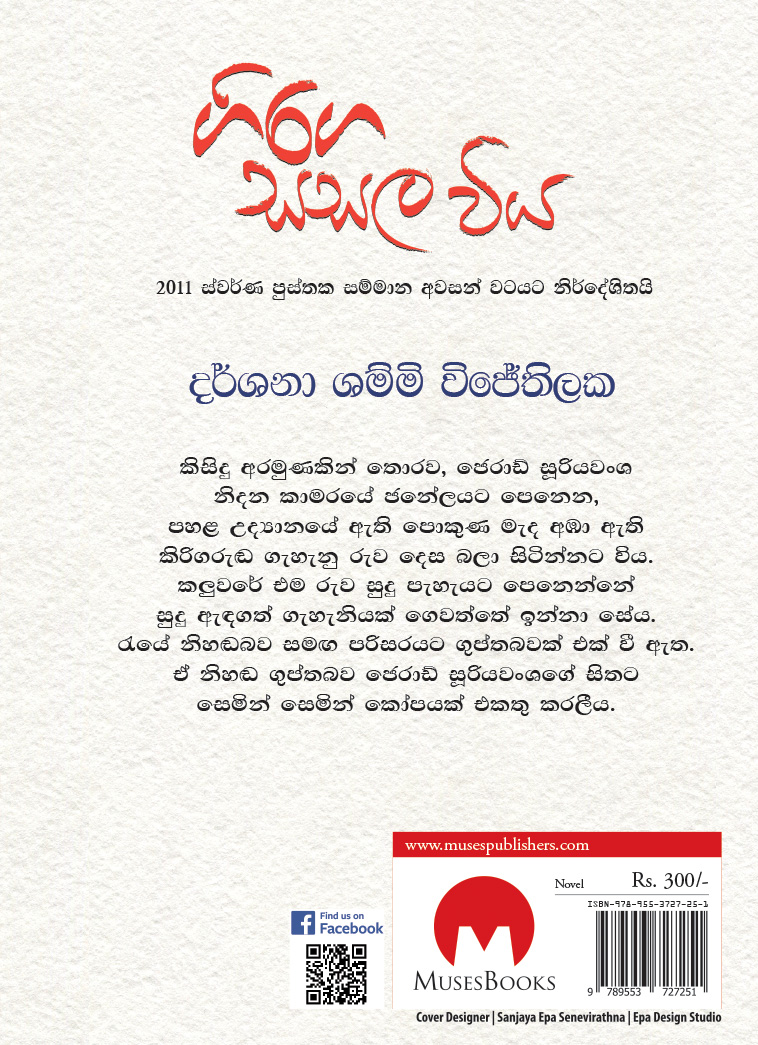 ගිරග
සසල විය
2011 ස්වර්ණ පුස්තක සම්මාන අවසන් වටයට නිර්දේශිතයි
දර්ශනා ශම්මි විජේතිලක
කිසිදු අරමුණකින් තොරව, ජෙරාඩ් සූරියවංශ
නිදන කාමරයේ ජනේලයට පෙනෙන,
පහළ උද්‍යානයේ ඇති පොකුණ මැද අඹා ඇති
කිරිගරුඬ ගැහැනු රුව දෙස බලා සිටින්නට විය.
කලුවරේ එම රුව සුදු පැහැයට පෙනෙන්නේ
සුදු ඇඳගත් ගැහැනියක් ගෙවත්තේ ඉන්නා සේය.
රැයේ නිහඬබව සමඟ පරිසරයට ගුප්තබවක් එක් වී ඇත.
ඒ නිහඬ ගුප්තබව ජෙරාඩ් සූරියවංශගේ සිතට
සෙමින් සෙමින් කෝපයක් එකතු කරලීය.
www.musespublishers.com
Novel Rs. 300/-
ISBN-978-955-3727-25-1
Find us on
Facebook
MUSESBOOKS
9 789553 727251
Cover Designer | Sanjaya Epa Senevirathna | Epa Design Studio